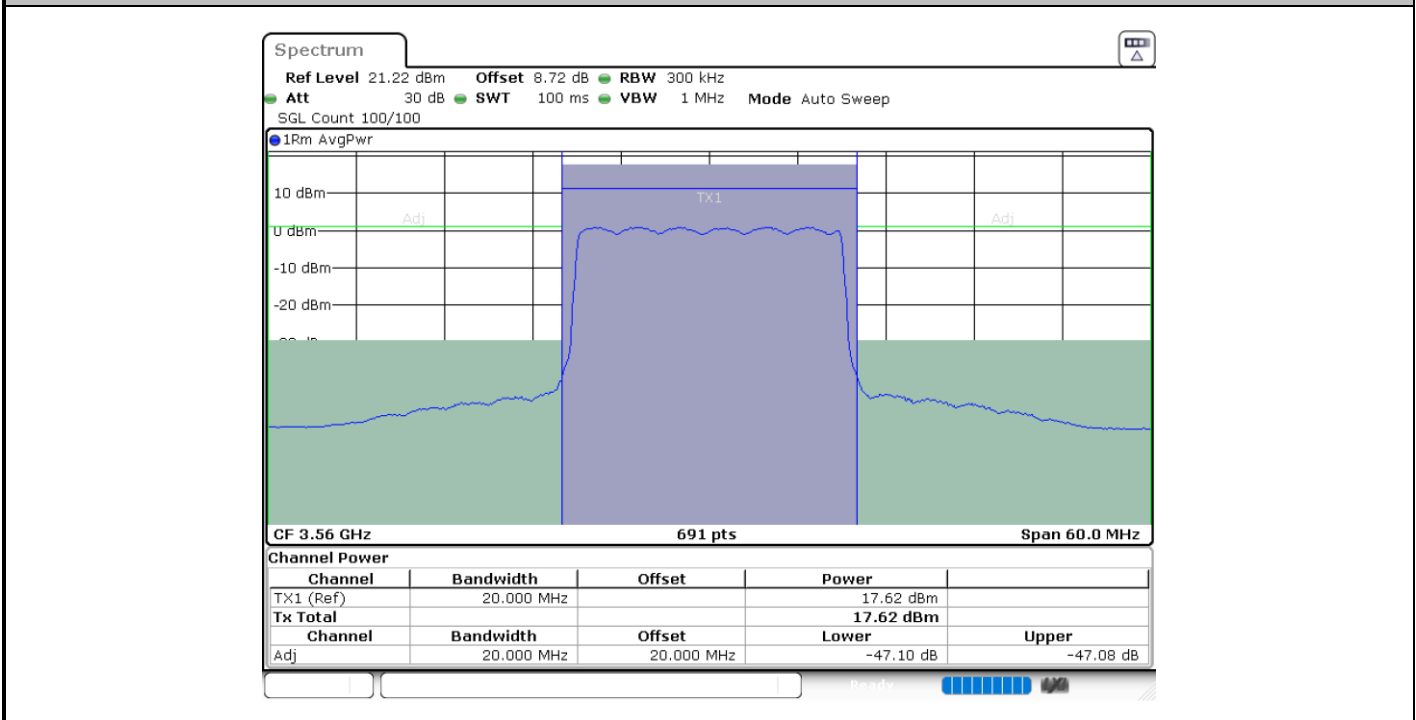 Spectrum
Ref Level 21.22 dBm Offset 8.72 dB RBW 300 kHz
Att 30 dB SWT 100 ms VBW 1 MHz Mode Auto Sweep
SGL Count 100/100
1Rm AvgPwr
10 dBm
TX1
Adj Adj
0 dBm
-10 dBm
-20 dBm
CF 3.56 GHz 691 pts Span 60.0 MHz
Channel Power
Channel Bandwidth Offset Power
TX1 (Ref) 20.000 MHz 17.62 dBm
Tx Total 17.62 dBm
Channel Bandwidth Offset Lower Upper
Adj 20.000 MHz 20.000 MHz -47.10 dB -47.08 dB
Ready